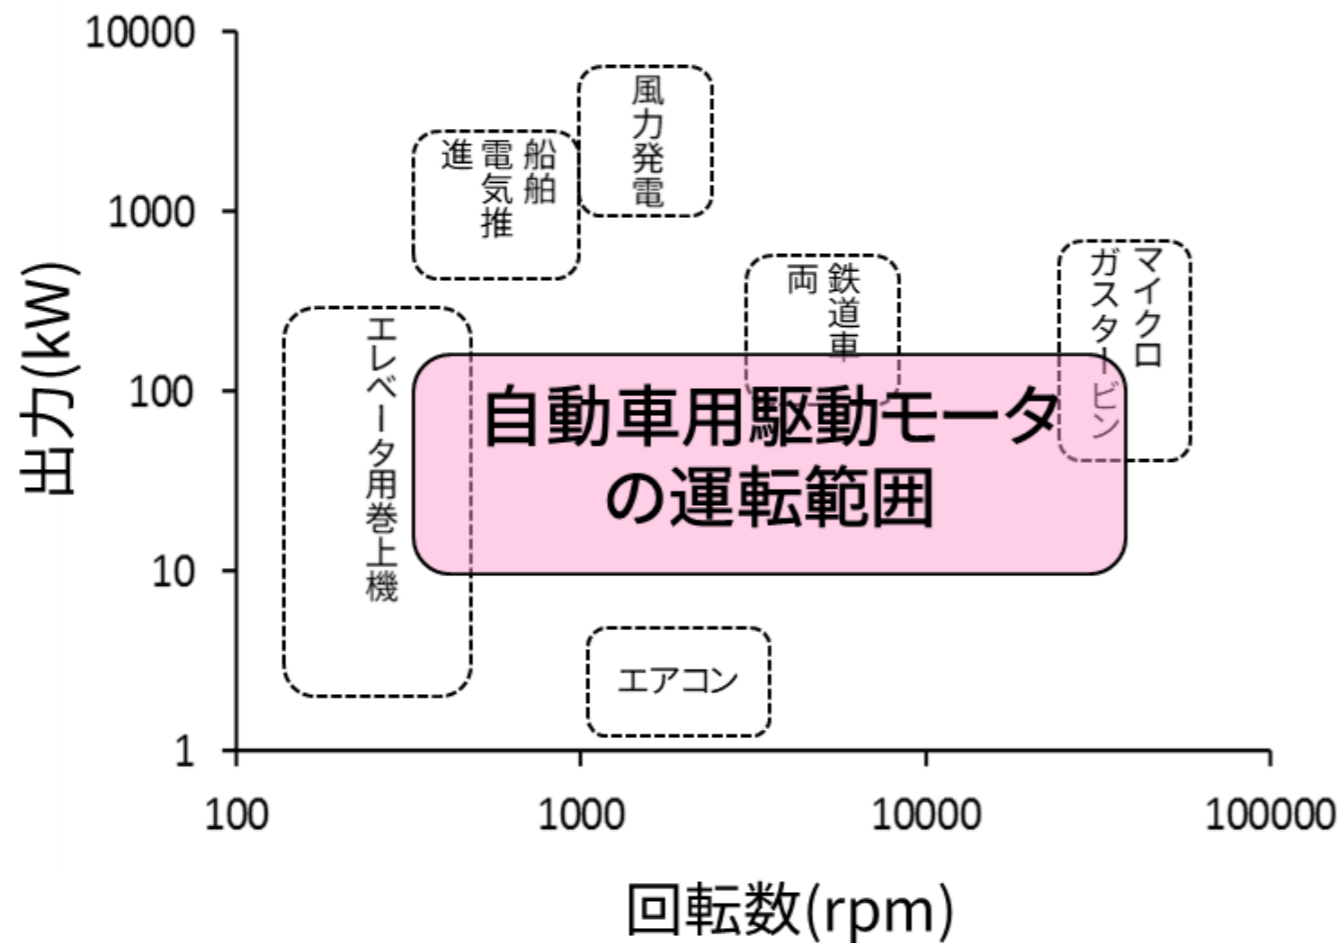 出力(kW)
10000
1000
100
10
1
船舶
電気推
進
風力発電
エレベータ用巻上機
鉄道車
両
マイクロ
ガスタービン
自動車用駆動モータ
の運転範囲
エアコン
100
1000
10000
100000
回転数(rpm)